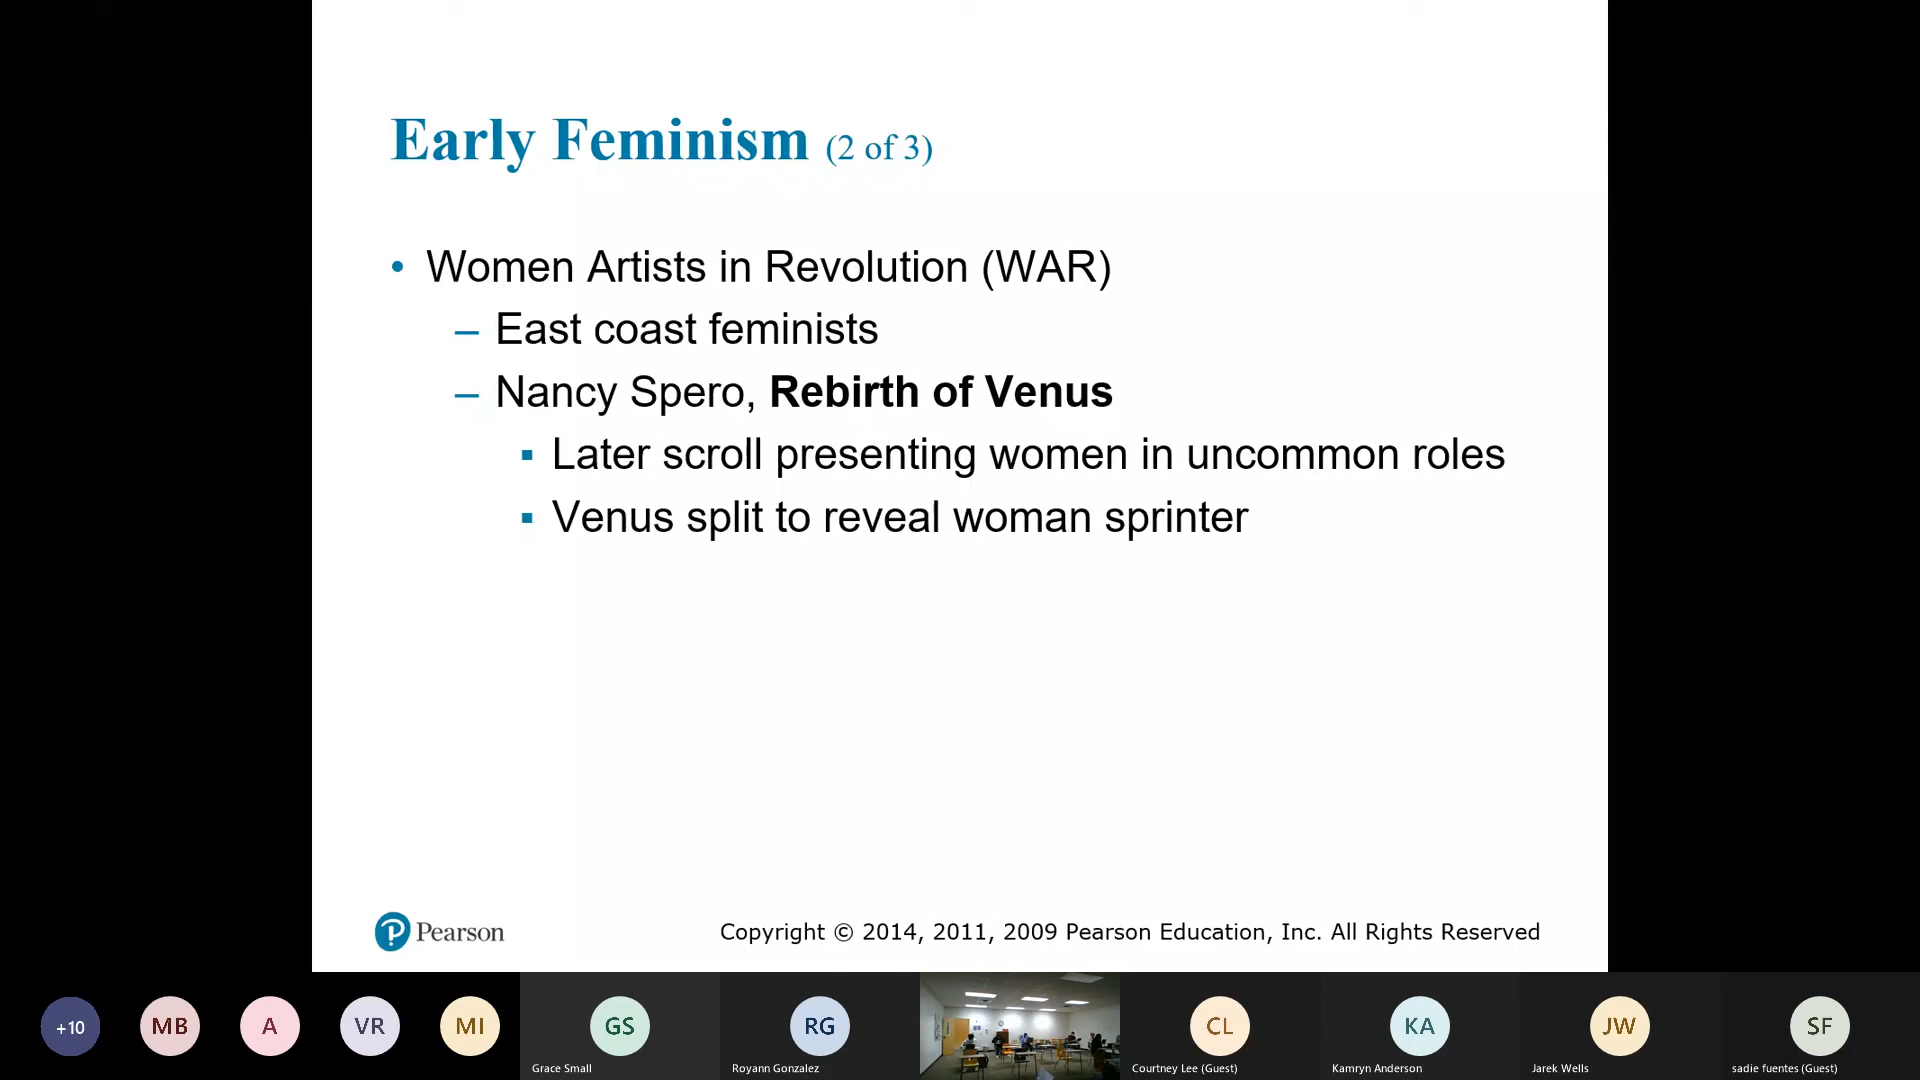 Early Feminism (2 of 3)
• Women Artists in Revolution (WAR)
– East coast feminists
– Nancy Spero, Rebirth of Venus
▪ Later scroll presenting women in uncommon roles
▪ Venus split to reveal woman sprinter
Pearson
Copyright © 2014, 2011, 2009 Pearson Education, Inc. All Rights Reserved
+10 MB A VR MI GS RG CL KA JW SF
Grace Small Royann Gonzalez Courtney Lee (Guest) Kamryn Anderson Jarek Wells sadie fuentes (Guest)